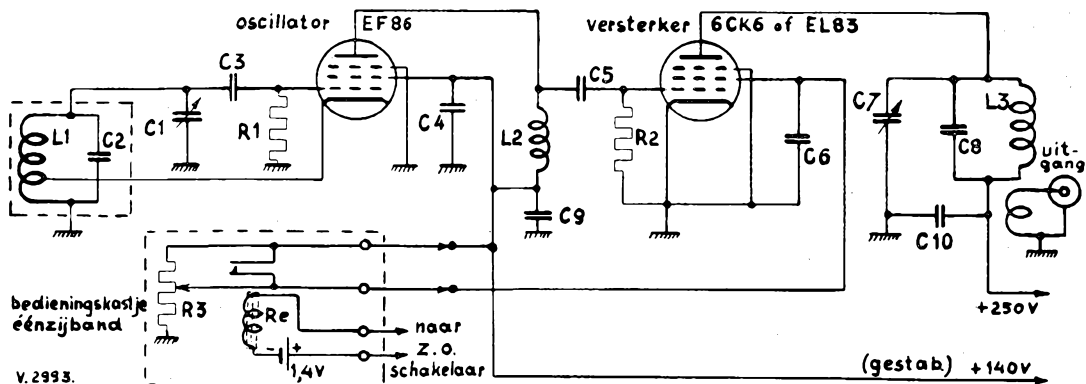 oscillator EF86
versterker 6CK6 of EL83
C3
C5
C7
L3
L1
C2
C1
R1
C4
L2
R2
C6
C8
uit-
gang
C9
C10
R3
Re
bedieningskastje
éénzijband
naar
Z.O.
schakelaar
+
1,4V
+250V
(gestab.) +140V
V.2993.